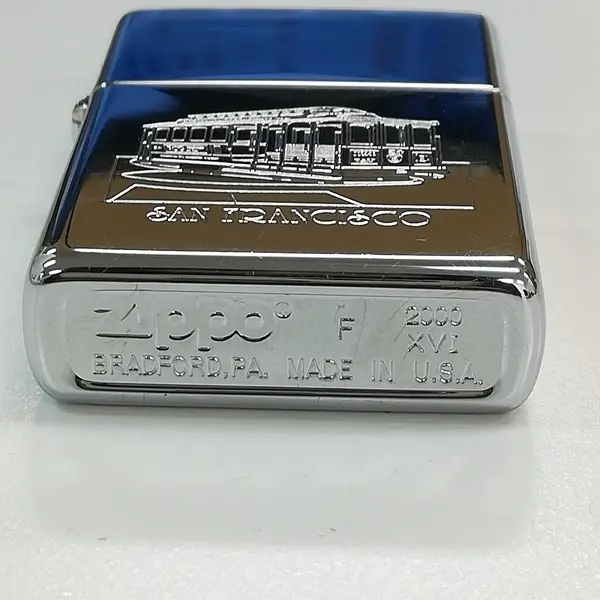 SAN FRANCISCO
Zippo® F 2000
XVI
BRADFORD, PA. MADE IN U.S.A.